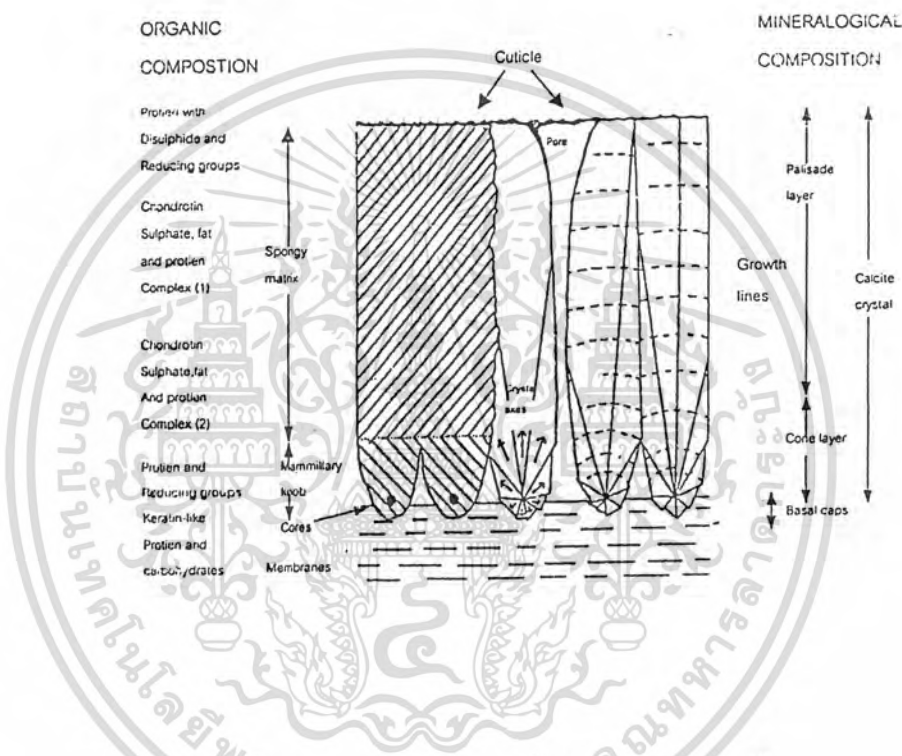 ORGANIC
COMPOSTION
Protien with
Disulphide and
Reducing groups
Chondrotin
Sulphate, fat
and protien
Complex (1)
Chondrotin
Sulphate,fat
And protien
Complex (2)
Protien and
Reducing groups
Keratin-like
Protien and
carbohydrates
Spongy
matrix
Mammillary
knob
Cores
Membranes
Cuticle
Pore
Crystal
axes
MINERALOGICAL
COMPOSITION
Palisade
layer
Growth
lines
Calcite
crystal
Cone layer
Basal caps